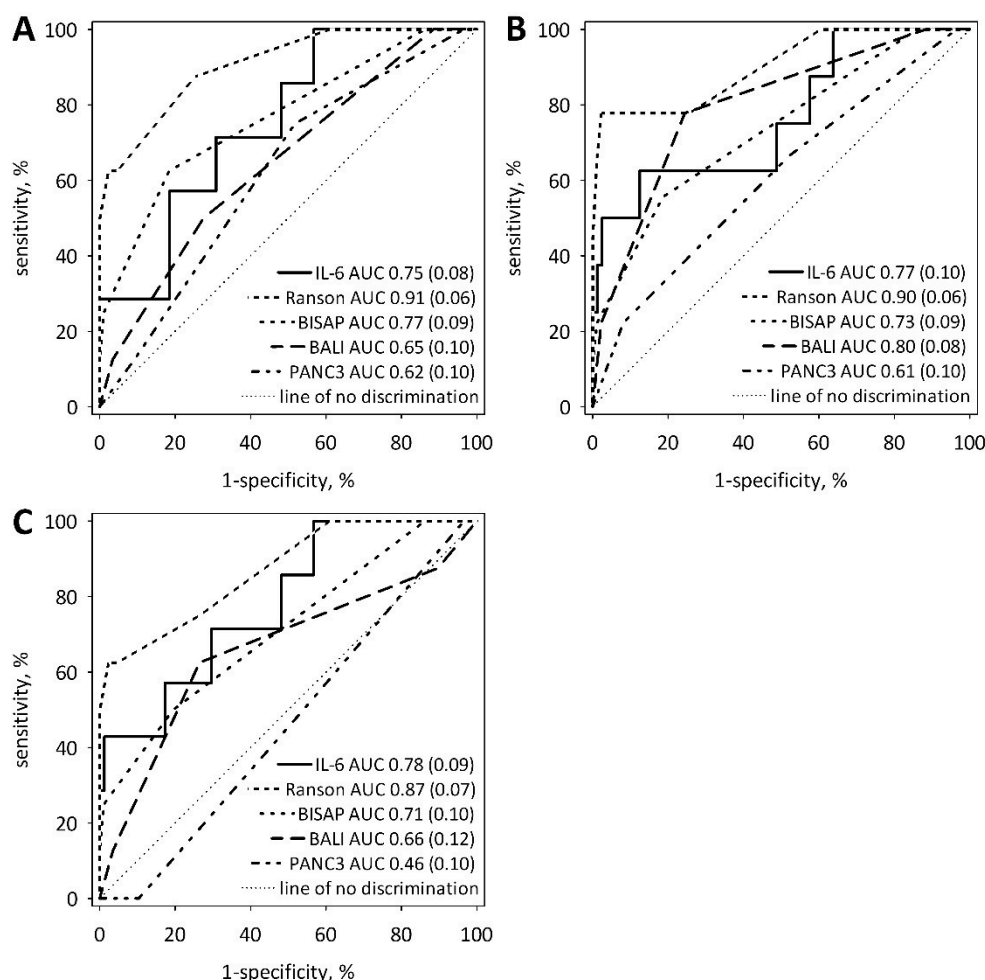 A
100
80
60
40
20
0
sensitivity, %
IL-6 AUC 0.75 (0.08)
Ranson AUC 0.91 (0.06)
BISAP AUC 0.77 (0.09)
BALI AUC 0.65 (0.10)
PANC3 AUC 0.62 (0.10)
line of no discrimination
0 20 40 60 80 100
1-specificity, %
B
100
80
60
40
20
0
sensitivity, %
IL-6 AUC 0.77 (0.10)
Ranson AUC 0.90 (0.06)
BISAP AUC 0.73 (0.09)
BALI AUC 0.80 (0.08)
PANC3 AUC 0.61 (0.10)
line of no discrimination
0 20 40 60 80 100
1-specificity, %
C
100
80
60
40
20
0
sensitivity, %
IL-6 AUC 0.78 (0.09)
Ranson AUC 0.87 (0.07)
BISAP AUC 0.71 (0.10)
BALI AUC 0.66 (0.12)
PANC3 AUC 0.46 (0.10)
line of no discrimination
0 20 40 60 80 100
1-specificity, %